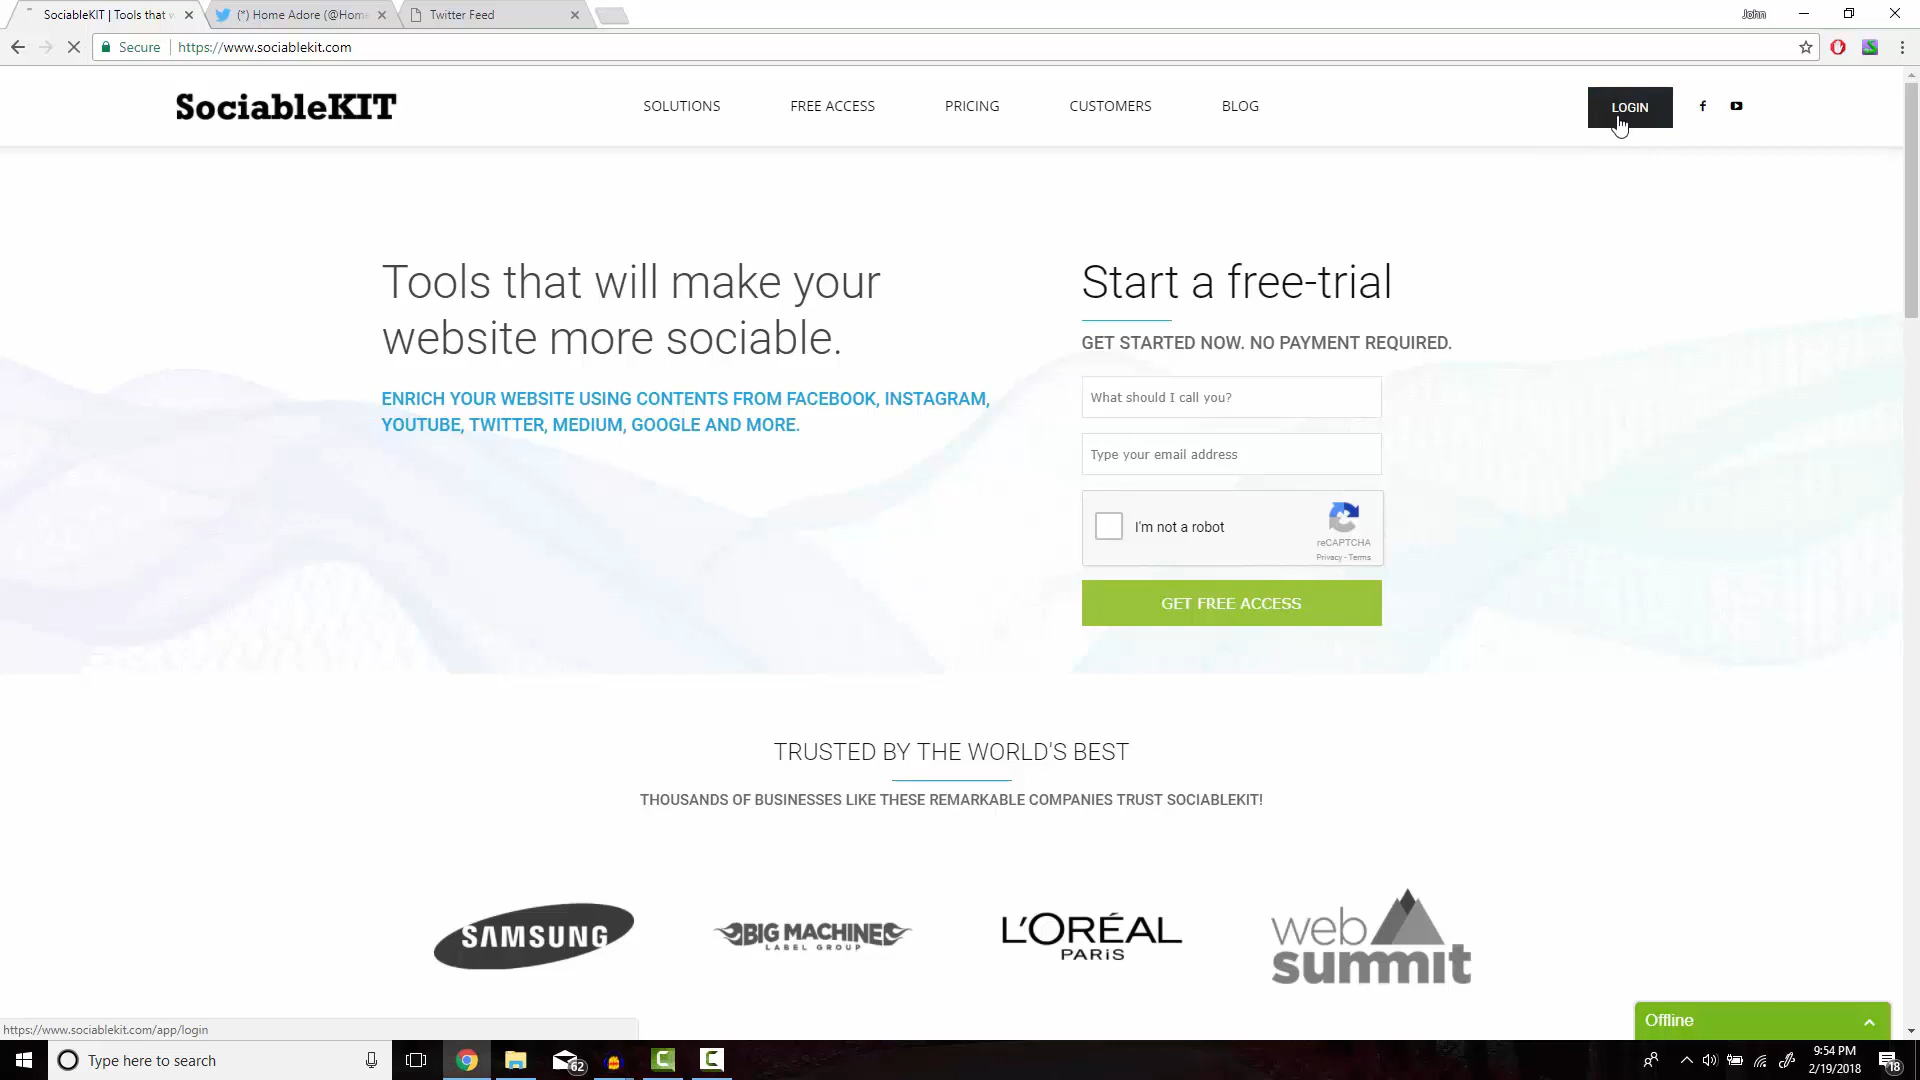 SociableKIT | Tools that w
(*) Home Adore (@Home
Twitter Feed
John
Secure
https://www.sociablekit.com
SociableKIT
SOLUTIONS
FREE ACCESS
PRICING
CUSTOMERS
BLOG
LOGIN
Tools that will make your
website more sociable.
ENRICH YOUR WEBSITE USING CONTENTS FROM FACEBOOK, INSTAGRAM,
YOUTUBE, TWITTER, MEDIUM, GOOGLE AND MORE.
Start a free-trial
GET STARTED NOW. NO PAYMENT REQUIRED.
What should I call you?
Type your email address
I'm not a robot
reCAPTCHA
Privacy - Terms
GET FREE ACCESS
TRUSTED BY THE WORLD'S BEST
THOUSANDS OF BUSINESSES LIKE THESE REMARKABLE COMPANIES TRUST SOCIABLEKIT!
SAMSUNG
BIG MACHINE
LABEL GROUP
L'ORÉAL
PARiS
web
summit
Offline
https://www.sociablekit.com/app/login
Type here to search
62
9:54 PM
2/19/2018
18